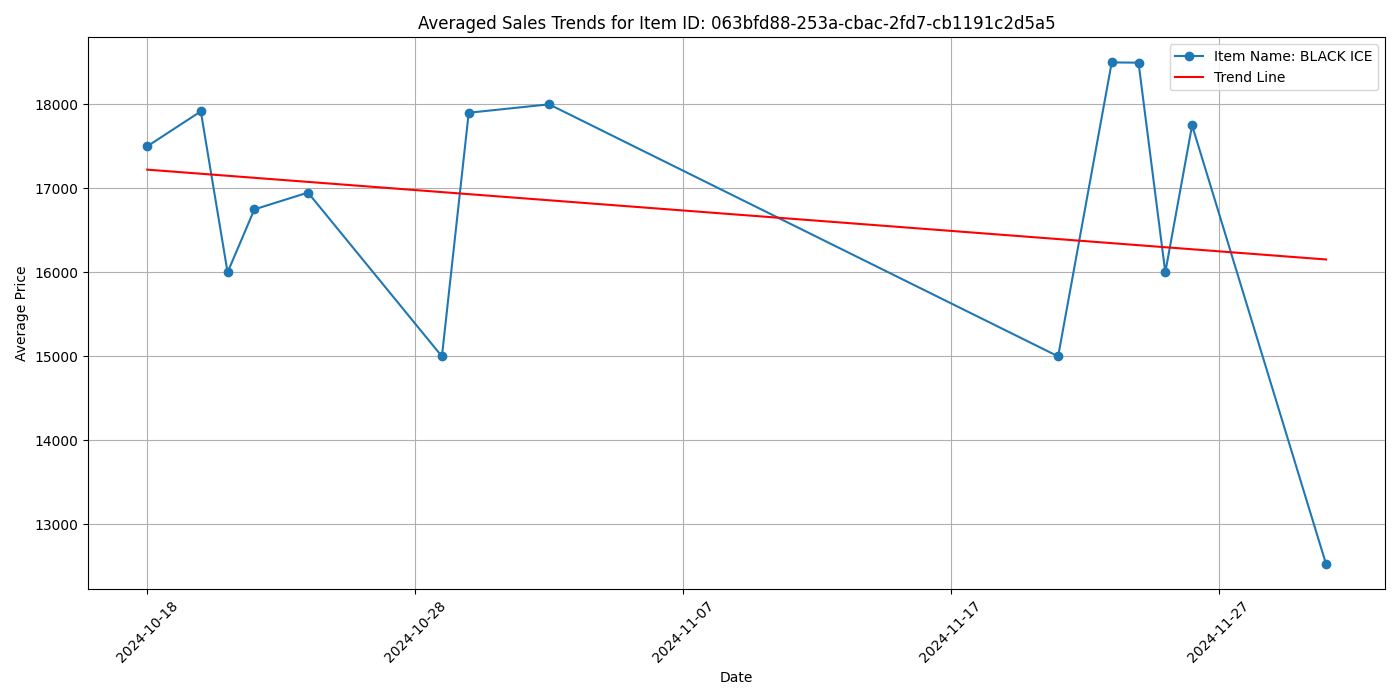 Averaged Sales Trends for Item ID: 063bfd88-253a-cbac-2fd7-cb1191c2d5a5
Item Name: BLACK ICE
Trend Line
Average Price
18000
17000
16000
15000
14000
13000
2024-10-18
2024-10-28
2024-11-07
2024-11-17
2024-11-27
Date